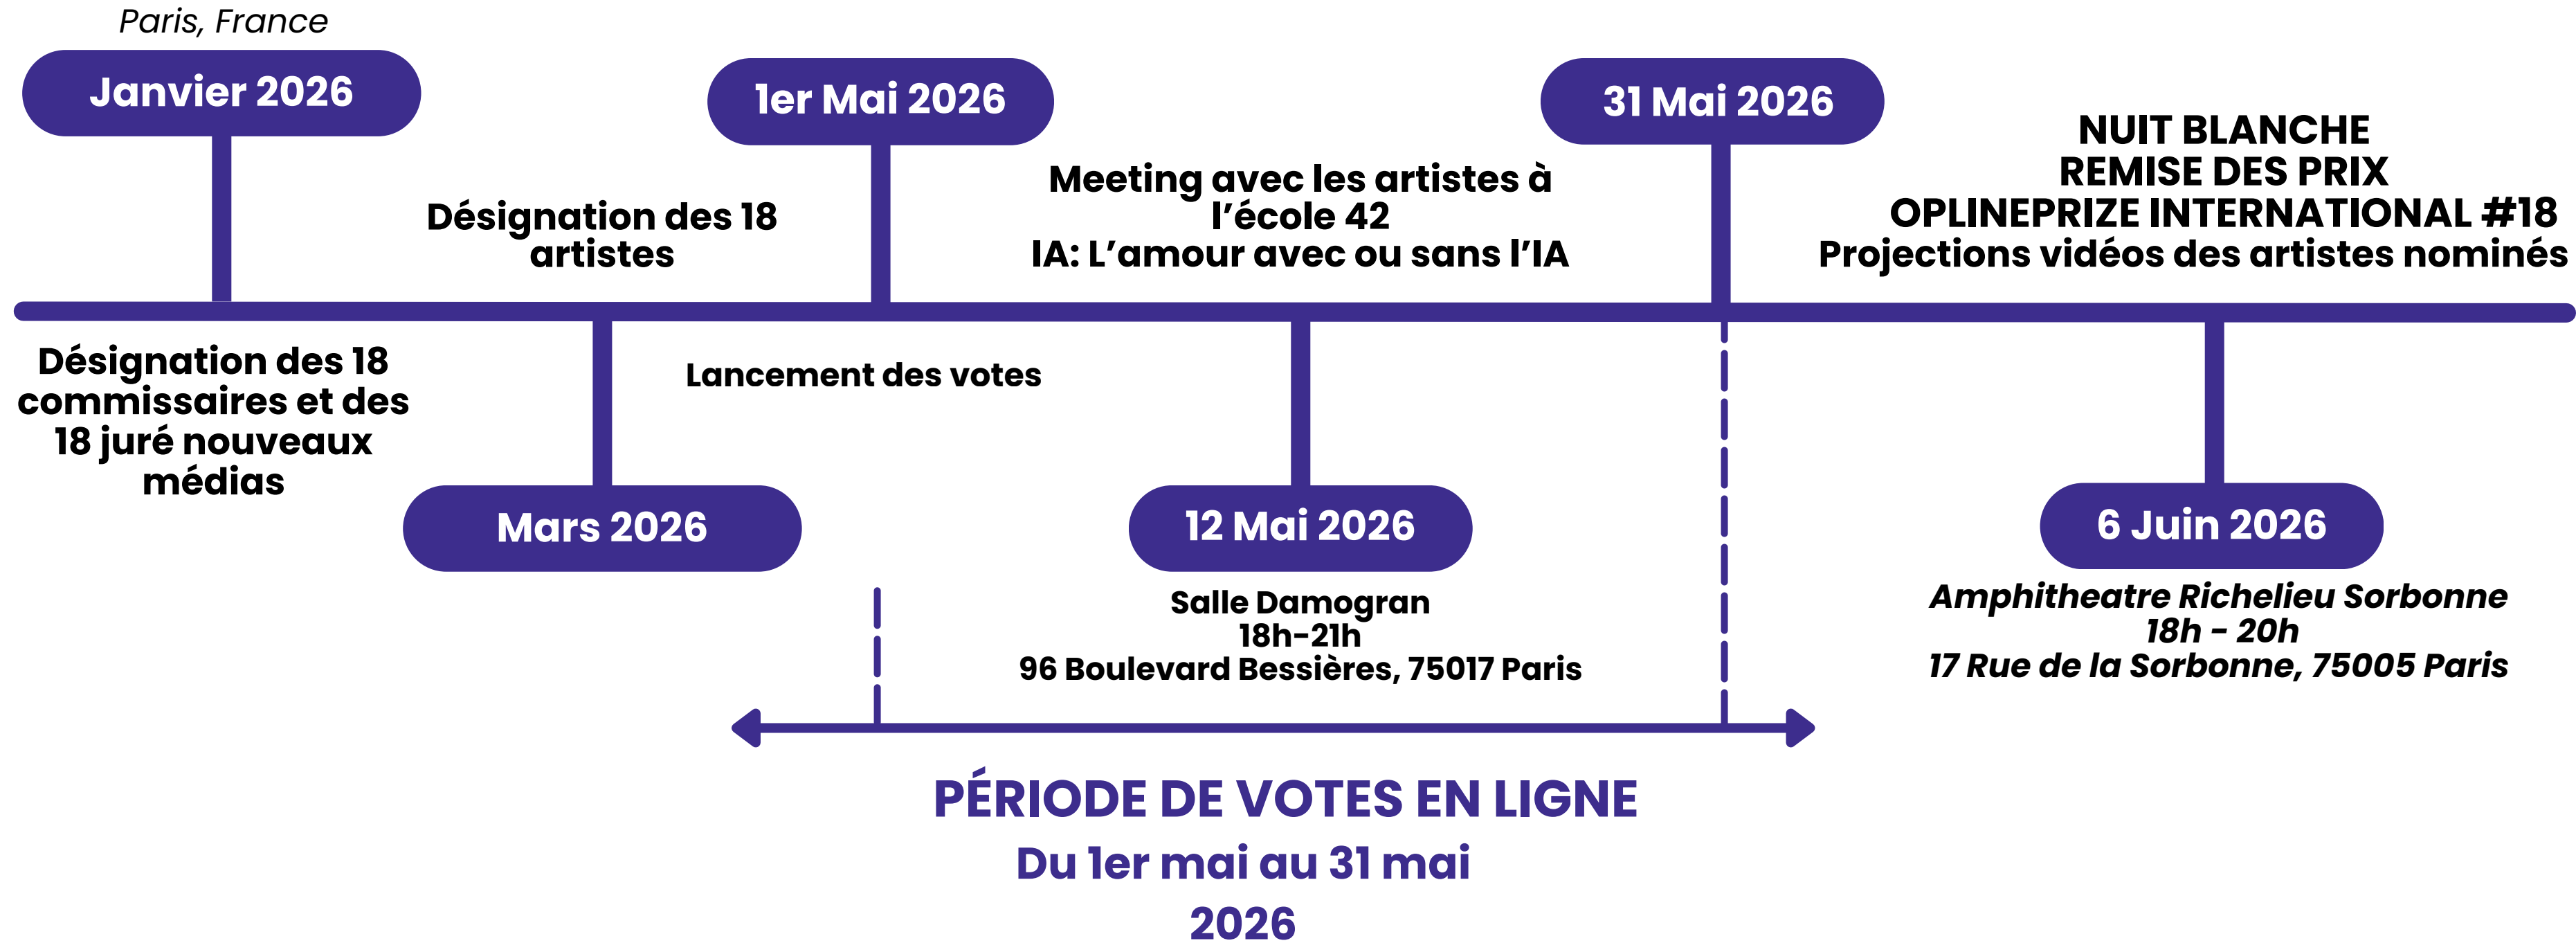 Paris, France
Janvier 2026
Désignation des 18
commissaires et des
18 juré nouveaux
médias
Désignation des 18
artistes
Mars 2026
1er Mai 2026
Lancement des votes
Meeting avec les artistes à
l’école 42
IA: L’amour avec ou sans l’IA
12 Mai 2026
Salle Damogran
18h-21h
96 Boulevard Bessières, 75017 Paris
31 Mai 2026
NUIT BLANCHE
REMISE DES PRIX
OPLINEPRIZE INTERNATIONAL #18
Projections vidéos des artistes nominés
6 Juin 2026
Amphitheatre Richelieu Sorbonne
18h - 20h
17 Rue de la Sorbonne, 75005 Paris
PÉRIODE DE VOTES EN LIGNE
Du 1er mai au 31 mai
2026